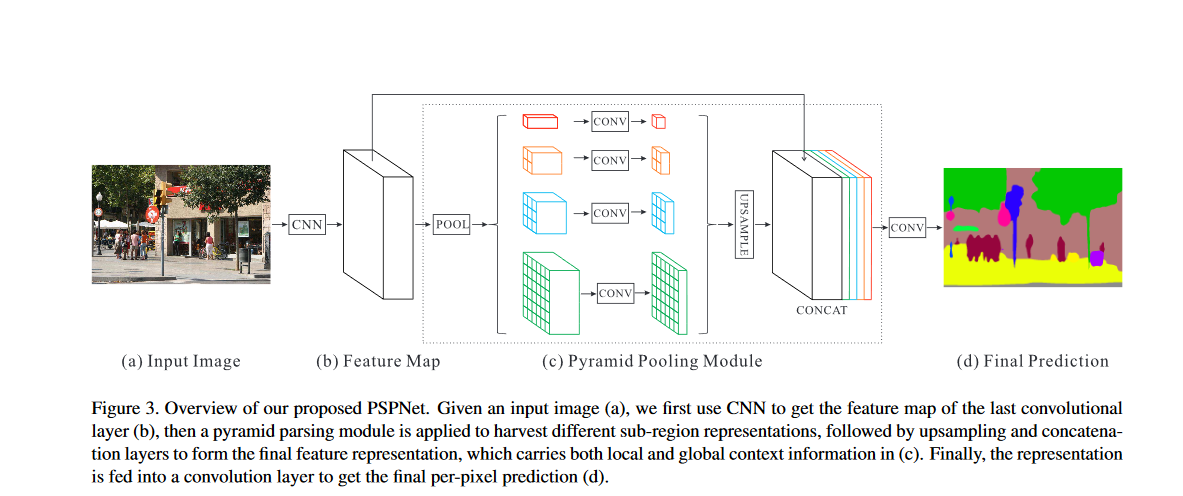 CONV
CONV
CONV
CONV
CNN
POOL
UPSAMPLE
CONCAT
CONV
(a) Input Image
(b) Feature Map
(c) Pyramid Pooling Module
(d) Final Prediction
Figure 3. Overview of our proposed PSPNet. Given an input image (a), we first use CNN to get the feature map of the last convolutional
layer (b), then a pyramid parsing module is applied to harvest different sub-region representations, followed by upsampling and concatena-
tion layers to form the final feature representation, which carries both local and global context information in (c). Finally, the representation
is fed into a convolution layer to get the final per-pixel prediction (d).